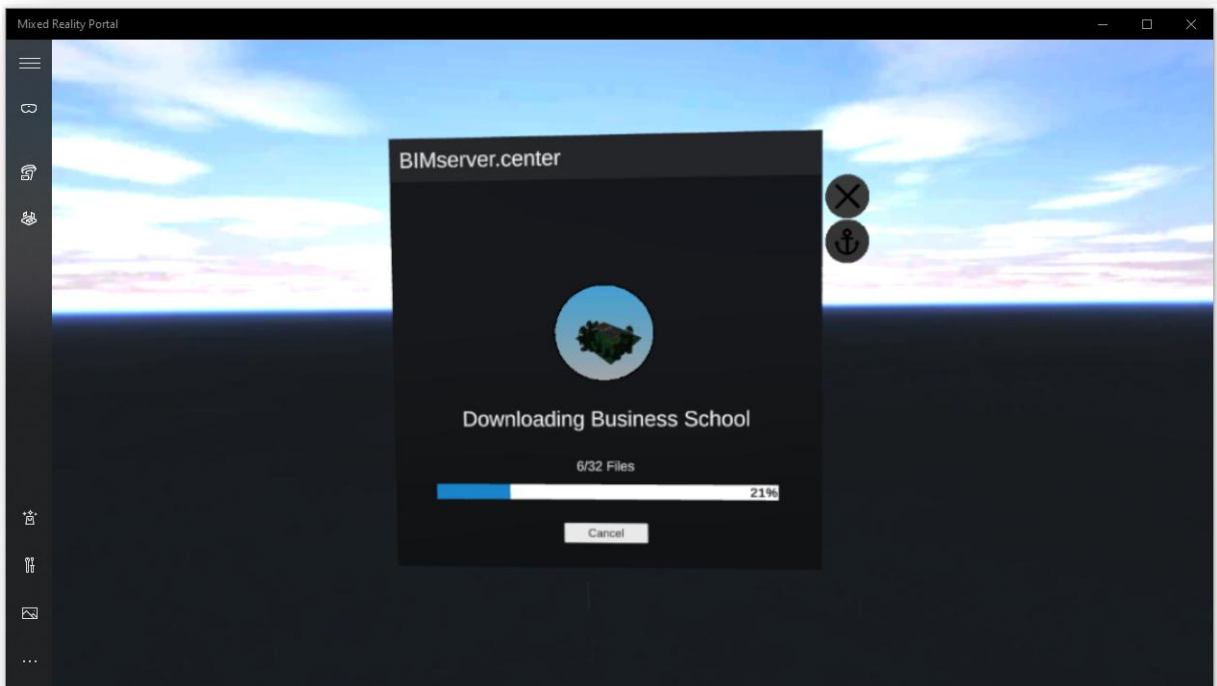 Mixed Reality Portal
BIMserver.center
Downloading Business School
6/32 Files
21%
Cancel